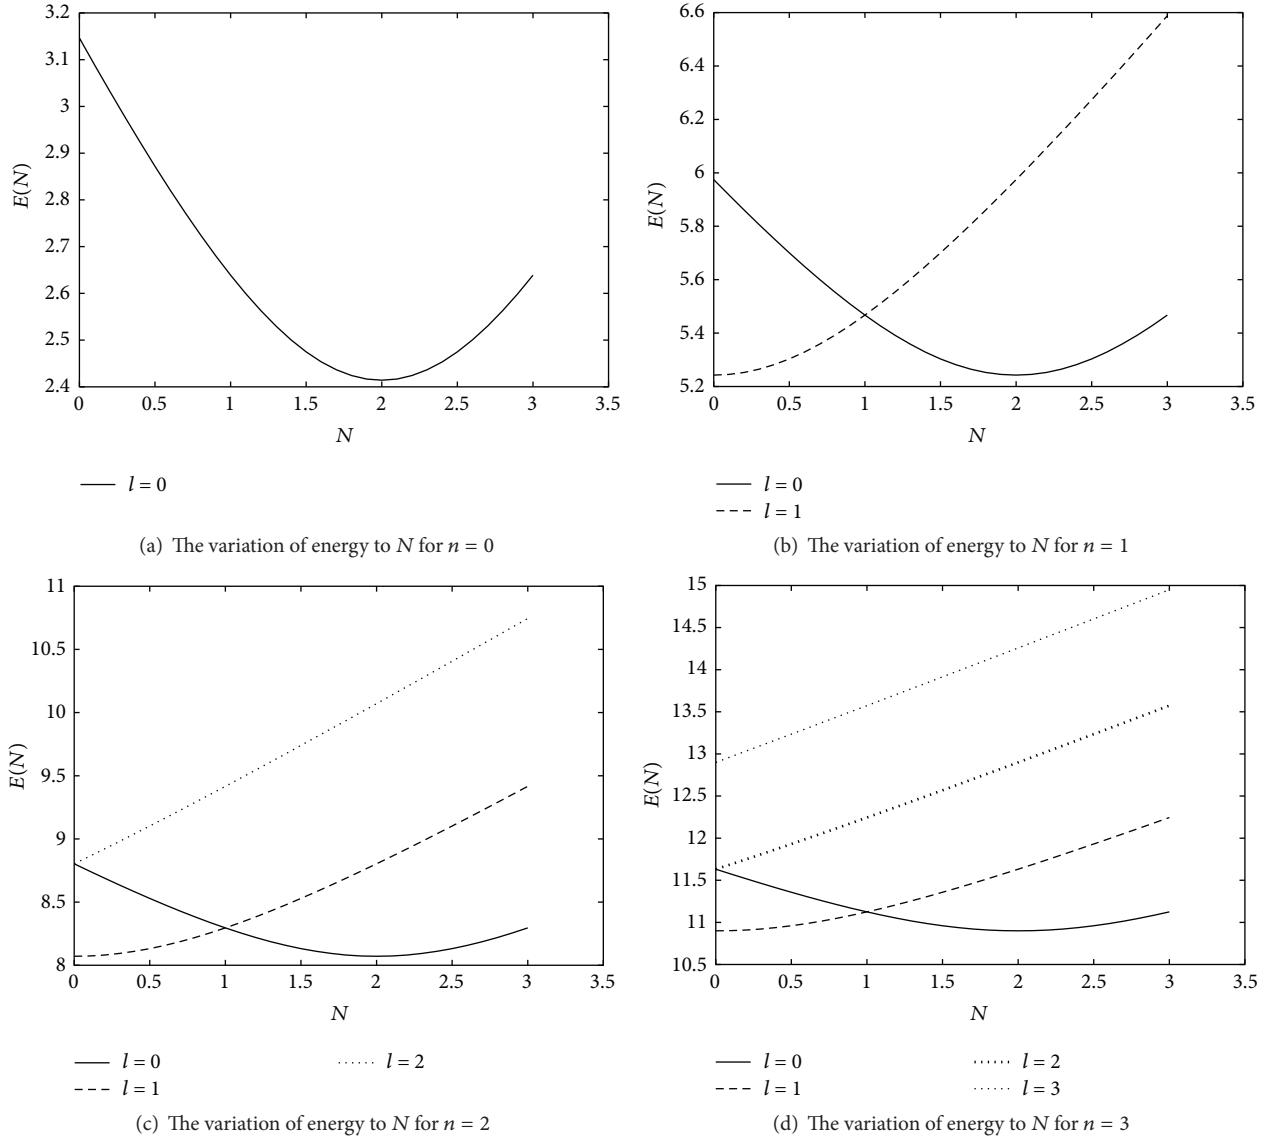 3.2
3.1
3
2.9
2.8
2.7
2.6
2.5
2.4
E(N)
0 0.5 1 1.5 2 2.5 3 3.5
N
l = 0
(a) The variation of energy to N for n = 0
6.6
6.4
6.2
6
5.8
5.6
5.4
5.2
E(N)
0 0.5 1 1.5 2 2.5 3 3.5
N
l = 0
l = 1
(b) The variation of energy to N for n = 1
11
10.5
10
9.5
9
8.5
8
E(N)
0 0.5 1 1.5 2 2.5 3 3.5
N
l = 0 l = 2
l = 1
(c) The variation of energy to N for n = 2
15
14.5
14
13.5
13
12.5
12
11.5
11
10.5
E(N)
0 0.5 1 1.5 2 2.5 3 3.5
N
l = 0 l = 2
l = 1 l = 3
(d) The variation of energy to N for n = 3